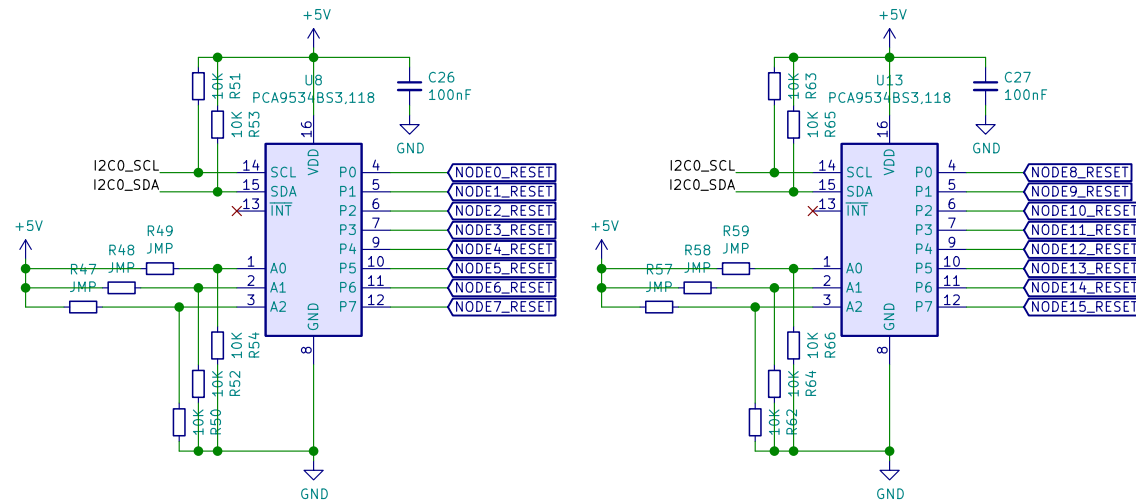 +5V
R51
10K
R53
10K
U8
PCA9534BS3,118
C26
100nF
GND
16
VDD
I2C0_SCL
14
SCL
P0
4
NODE0_RESET
I2C0_SDA
15
SDA
P1
5
NODE1_RESET
13
INT
P2
6
NODE2_RESET
P3
7
NODE3_RESET
P4
9
NODE4_RESET
+5V
R49
JMP
R48
JMP
R47
JMP
1
A0
P5
10
NODE5_RESET
2
A1
P6
11
NODE6_RESET
3
A2
P7
12
NODE7_RESET
GND
8
10K
R54
10K
R52
10K
R50
GND
+5V
R63
10K
R65
10K
U13
PCA9534BS3,118
C27
100nF
GND
16
VDD
I2C0_SCL
14
SCL
P0
4
NODE8_RESET
I2C0_SDA
15
SDA
P1
5
NODE9_RESET
13
INT
P2
6
NODE10_RESET
P3
7
NODE11_RESET
P4
9
NODE12_RESET
+5V
R59
JMP
R58
JMP
R57
JMP
1
A0
P5
10
NODE13_RESET
2
A1
P6
11
NODE14_RESET
3
A2
P7
12
NODE15_RESET
GND
8
10K
R66
10K
R64
10K
R62
GND